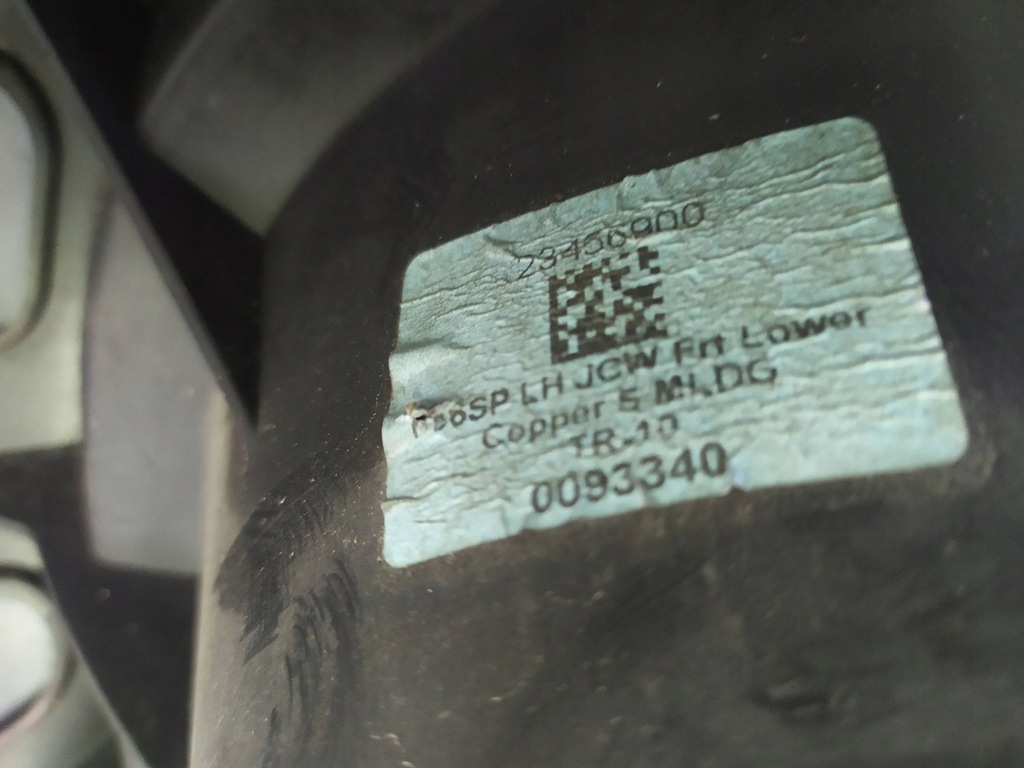 23456900
LH JCW Frt Lower
Copper S MLDG
TR-10
0093340